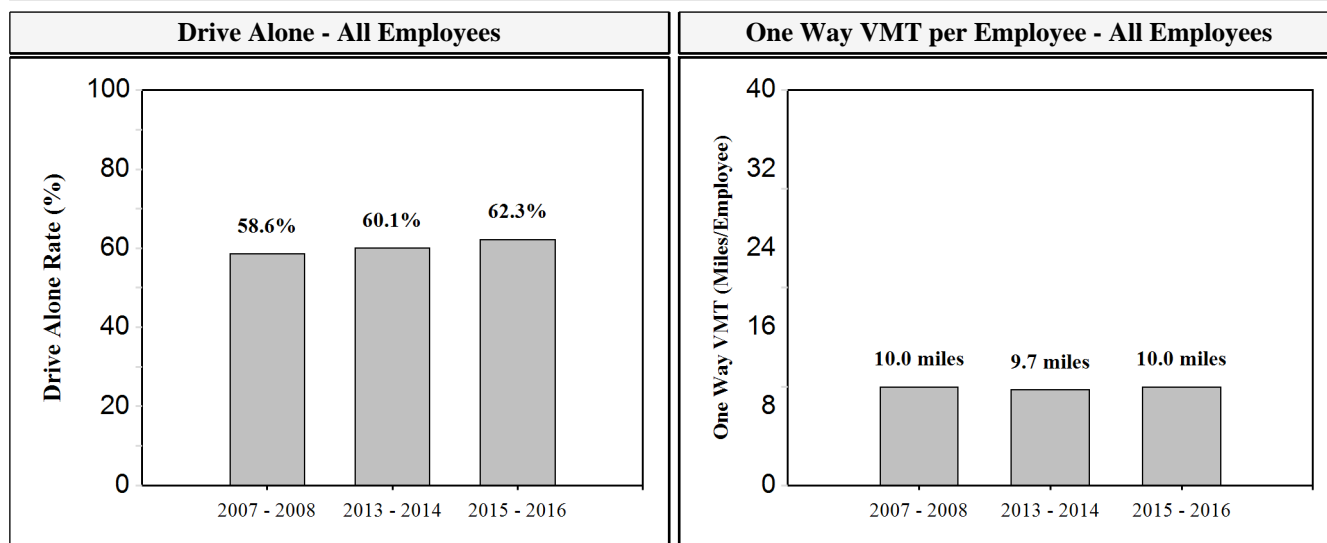 Drive Alone - All Employees
Drive Alone Rate (%)
100
80
60
40
20
0
58.6%
60.1%
62.3%
2007 - 2008
2013 - 2014
2015 - 2016
One Way VMT per Employee - All Employees
One Way VMT (Miles/Employee)
40
32
24
16
8
0
10.0 miles
9.7 miles
10.0 miles
2007 - 2008
2013 - 2014
2015 - 2016